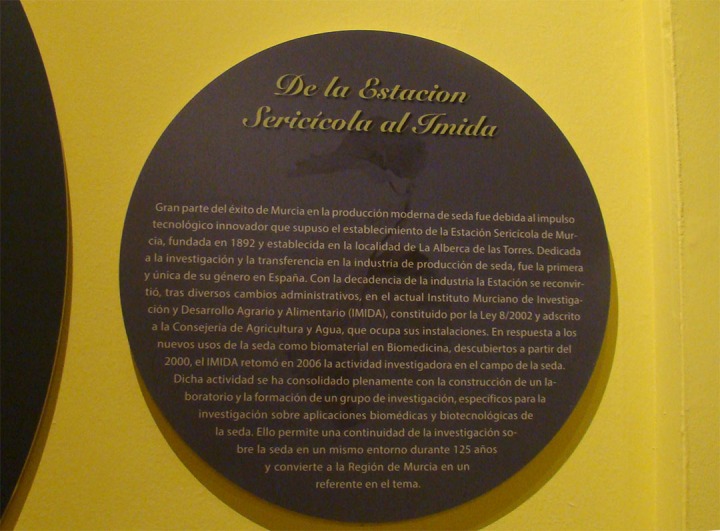 De la Estacion
Sericícola al Imida
Gran parte del éxito de Murcia en la producción moderna de seda fue debida al impulso
tecnológico innovador que supuso el establecimiento de la Estación Sericícola de Mur-
cia, fundada en 1892 y establecida en la localidad de La Alberca de las Torres. Dedicada
a la investigación y la transferencia en la industria de producción de seda, fue la primera
y única de su género en España. Con la decadencia de la industria la Estación se reconvir-
tió, tras diversos cambios administrativos, en el actual Instituto Murciano de Investiga-
ción y Desarrollo Agrario y Alimentario (IMIDA), constituido por la Ley 8/2002 y adscrito
a la Consejería de Agricultura y Agua, que ocupa sus instalaciones. En respuesta a los
nuevos usos de la seda como biomaterial en Biomedicina, descubiertos a partir del
2000, el IMIDA retomó en 2006 la actividad investigadora en el campo de la seda.
Dicha actividad se ha consolidado plenamente con la construcción de un la-
boratorio y la formación de un grupo de investigación, específicos para la
investigación sobre aplicaciones biomédicas y biotecnológicas de
la seda. Ello permite una continuidad de la investigación so-
bre la seda en un mismo entorno durante 125 años
y convierte a la Región de Murcia en un
referente en el tema.